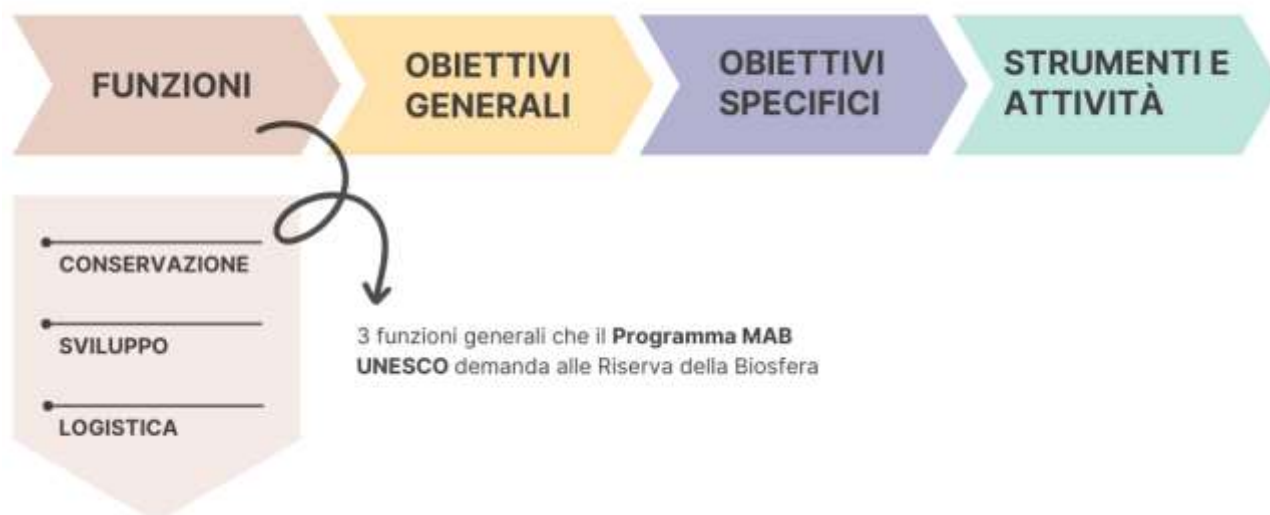 FUNZIONI
OBIETTIVI
GENERALI
OBIETTIVI
SPECIFICI
STRUMENTI E
ATTIVITÀ
CONSERVAZIONE
SVILUPPO
LOGISTICA
3 funzioni generali che il Programma MAB
UNESCO demanda alle Riserva della Biosfera